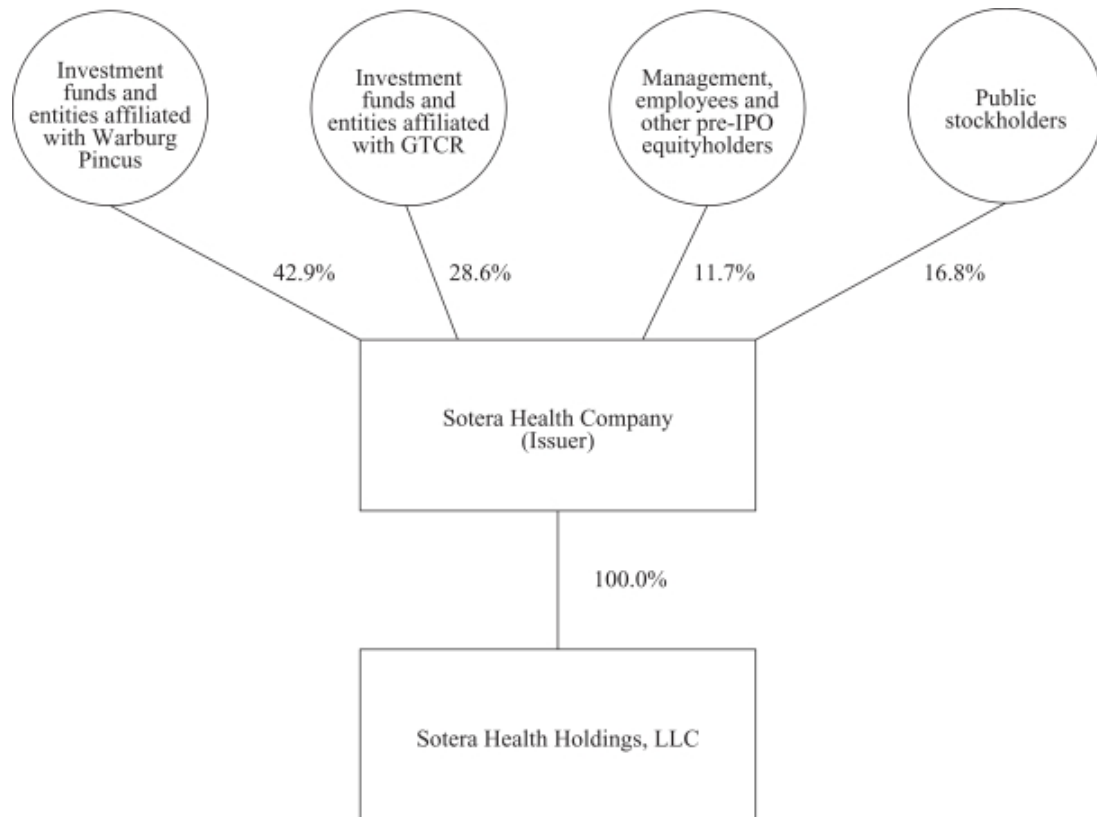 Investment
funds and
entities affiliated
with Warburg
Pincus
Investment
funds and
entities affiliated
with GTCR
Management,
employees and
other pre-IPO
equityholders
Public
stockholders
42.9%
28.6%
11.7%
16.8%
Sotera Health Company
(Issuer)
100.0%
Sotera Health Holdings, LLC